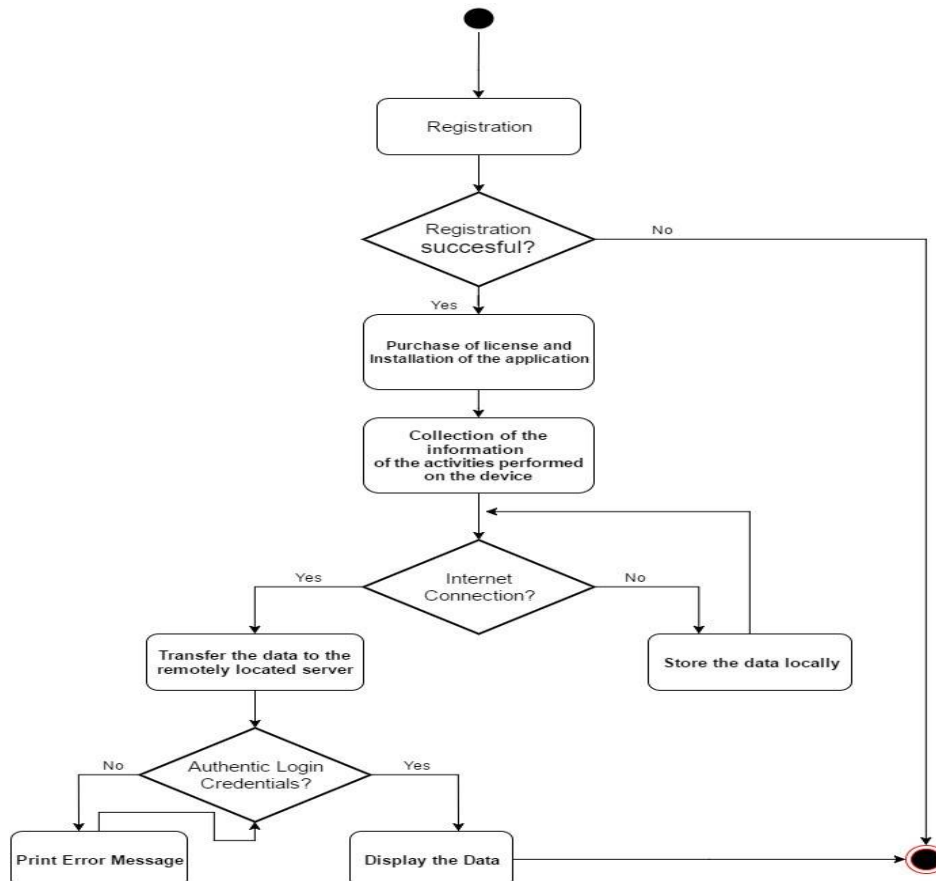 Registration
Registration
succesful?
No
Yes
Purchase of license and
Installation of the application
Collection of the
information
of the activities performed
on the device
Internet
Connection?
Yes
No
Transfer the data to the
remotely located server
Store the data locally
Authentic Login
Credentials?
No
Yes
Print Error Message
Display the Data